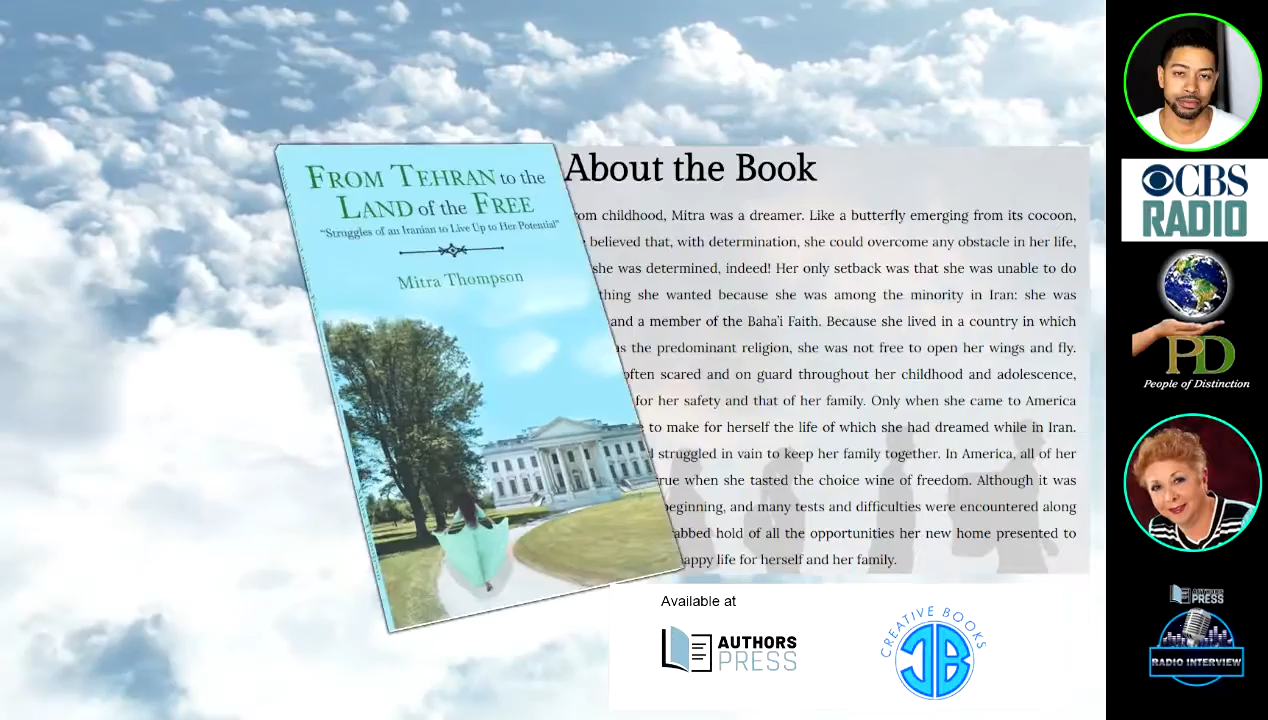 FROM TEHRAN to the
LAND of the FREE
"Struggles of an Iranian to Live Up to Her Potential"
Mitra Thompson
About the Book
om childhood, Mitra was a dreamer. Like a butterfly emerging from its cocoon,
believed that, with determination, she could overcome any obstacle in her life,
she was determined, indeed! Her only setback was that she was unable to do
thing she wanted because she was among the minority in Iran: she was
and a member of the Baha'i Faith. Because she lived in a country in which
as the predominant religion, she was not free to open her wings and fly.
often scared and on guard throughout her childhood and adolescence,
for her safety and that of her family. Only when she came to America
to make for herself the life of which she had dreamed while in Iran.
struggled in vain to keep her family together. In America, all of her
rue when she tasted the choice wine of freedom. Although it was
beginning, and many tests and difficulties were encountered along
abbed hold of all the opportunities her new home presented to
appy life for herself and her family.
Available at
AUTHORS
PRESS
CREATIVE BOOKS
CB
CBS
RADIO
PD
People of Distinction
AUTHORS
PRESS
RADIO INTERVIEW